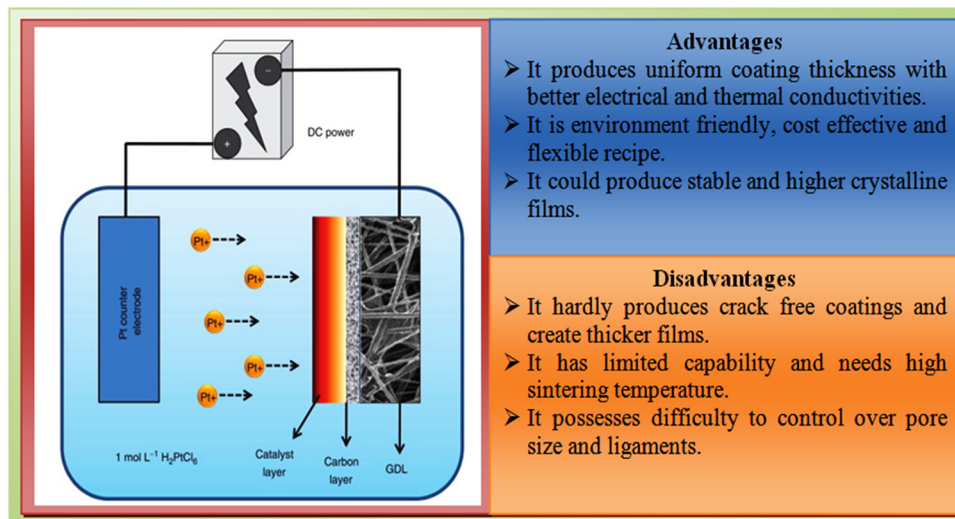 −
DC power
+
Pt counter
electrode
Pt+
Pt+
Pt+
Pt+
Pt+
1 mol L⁻¹ H₂PtCl₆
Catalyst
layer
Carbon
layer
GDL
Advantages
➤ It produces uniform coating thickness with
better electrical and thermal conductivities.
➤ It is environment friendly, cost effective and
flexible recipe.
➤ It could produce stable and higher crystalline
films.
Disadvantages
➤ It hardly produces crack free coatings and
create thicker films.
➤ It has limited capability and needs high
sintering temperature.
➤ It possesses difficulty to control over pore
size and ligaments.